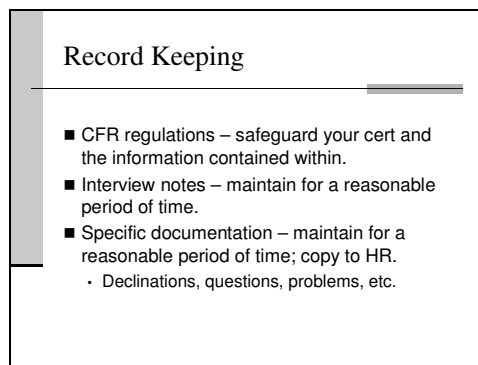 Record Keeping
■ CFR regulations – safeguard your cert and
the information contained within.
■ Interview notes – maintain for a reasonable
period of time.
■ Specific documentation – maintain for a
reasonable period of time; copy to HR.
• Declinations, questions, problems, etc.